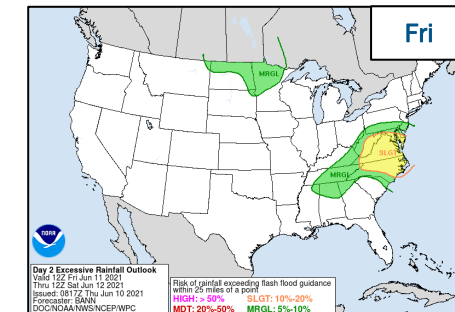 Fri
MRGL
SLGT
MRGL
NOAA
Day 2 Excessive Rainfall Outlook
Valid 12Z Fri Jun 11 2021
Thru 12Z Sat Jun 12 2021
Issued: 0817Z Thu Jun 10 2021
Forecaster: BANN
DOC/NOAA/NWS/NCEP/WPC
Risk of rainfall exceeding flash flood guidance
within 25 miles of a point
HIGH: > 50% SLGT: 10%-20%
MDT: 20%-50% MRGL: 5%-10%